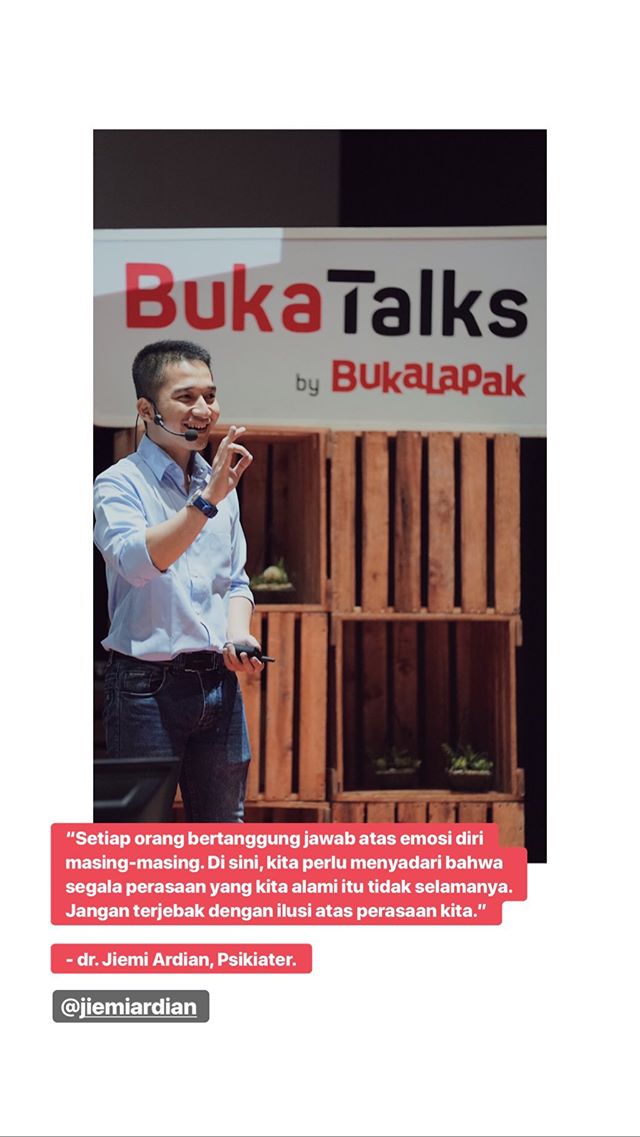 BukaTalks
by BukaLapak
“Setiap orang bertanggung jawab atas emosi diri
masing-masing. Di sini, kita perlu menyadari bahwa
segala perasaan yang kita alami itu tidak selamanya.
Jangan terjebak dengan ilusi atas perasaan kita.”
- dr. Jiemi Ardian, Psikiater.
@jiemiardian